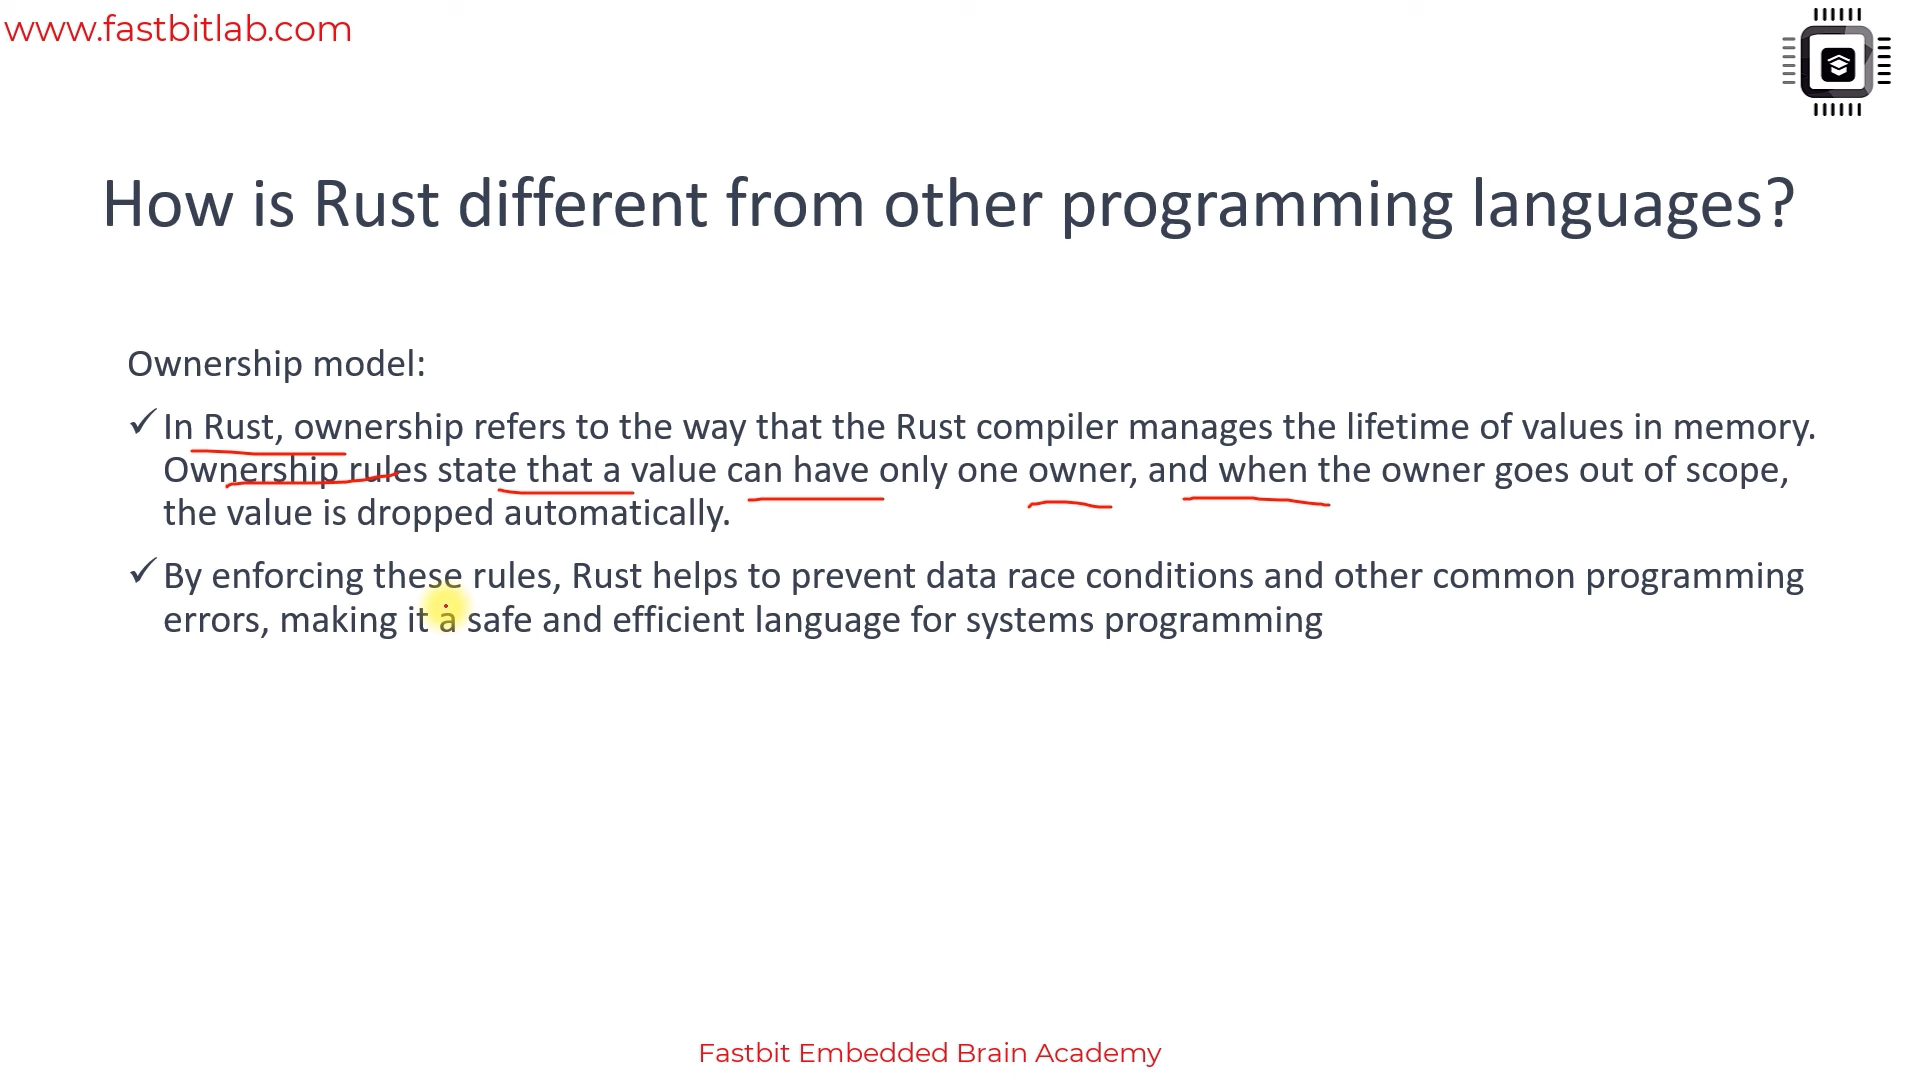 www.fastbitlab.com
How is Rust different from other programming languages?
Ownership model:
✓ In Rust, ownership refers to the way that the Rust compiler manages the lifetime of values in memory.
Ownership rules state that a value can have only one owner, and when the owner goes out of scope,
the value is dropped automatically.
✓ By enforcing these rules, Rust helps to prevent data race conditions and other common programming
errors, making it a safe and efficient language for systems programming
Fastbit Embedded Brain Academy